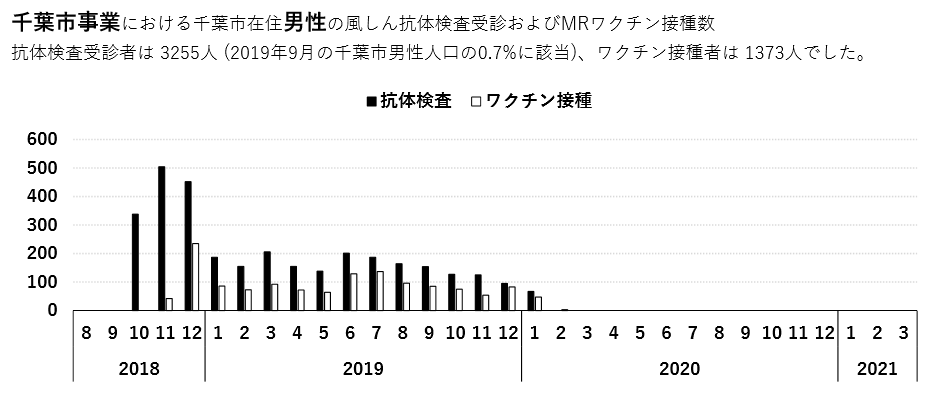 千葉市事業における千葉市在住男性の風しん抗体検査受診およびMRワクチン接種数
抗体検査受診者は 3255人 (2019年9月の千葉市男性人口の0.7%に該当)、ワクチン接種者は 1373人でした。
■抗体検査 □ワクチン接種
600
500
400
300
200
100
0
8 9 10 11 12 1 2 3 4 5 6 7 8 9 10 11 12 1 2 3 4 5 6 7 8 9 10 11 12 1 2 3
2018 2019 2020 2021